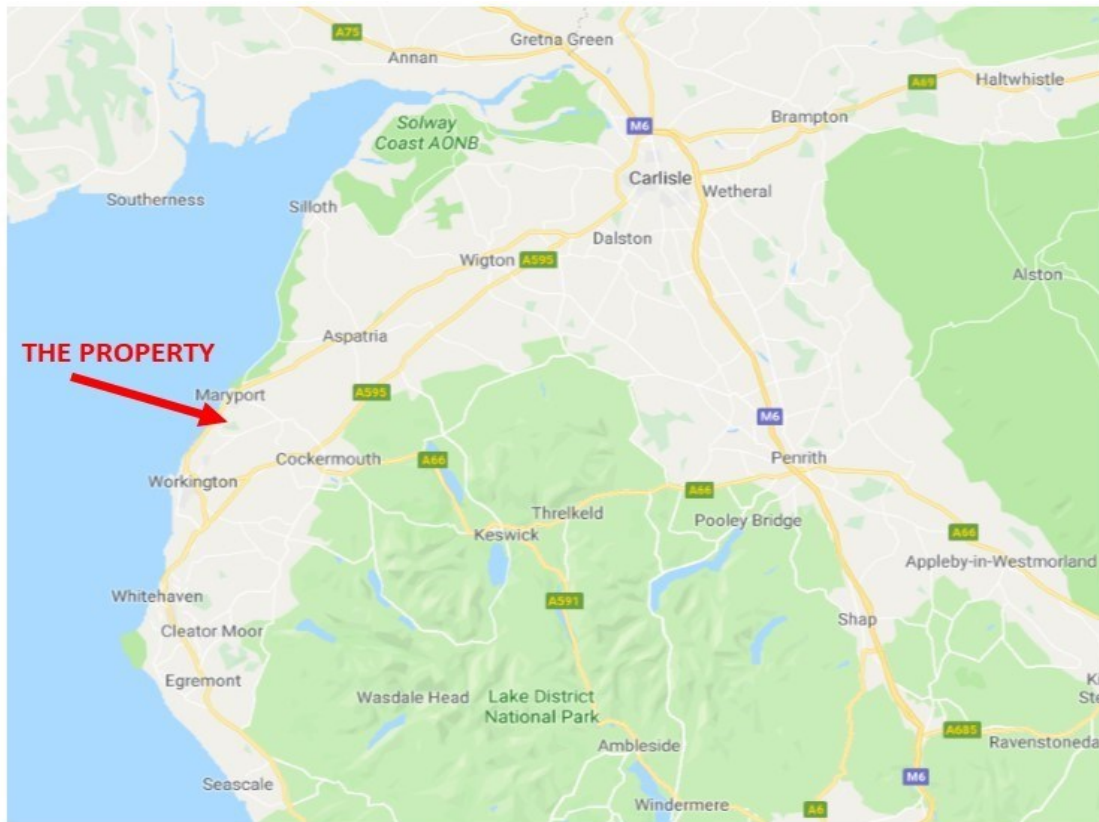 A75
Gretna Green
Annan
A69
Haltwhistle
Brampton
M6
Solway
Coast AONB
Carlisle
Wetheral
Southerness
Silloth
Dalston
Wigton
A595
Alston
Aspatria
THE PROPERTY
Maryport
A595
M6
Cockermouth
A66
Penrith
Workington
A66
Threlkeld
Pooley Bridge
Keswick
A66
Appleby-in-Westmorland
Whitehaven
A591
Shap
Cleator Moor
Egremont
Wasdale Head
Lake District
National Park
Ki
Ste
A685
Ravenstoneda
Ambleside
M6
Seascale
Windermere
A6